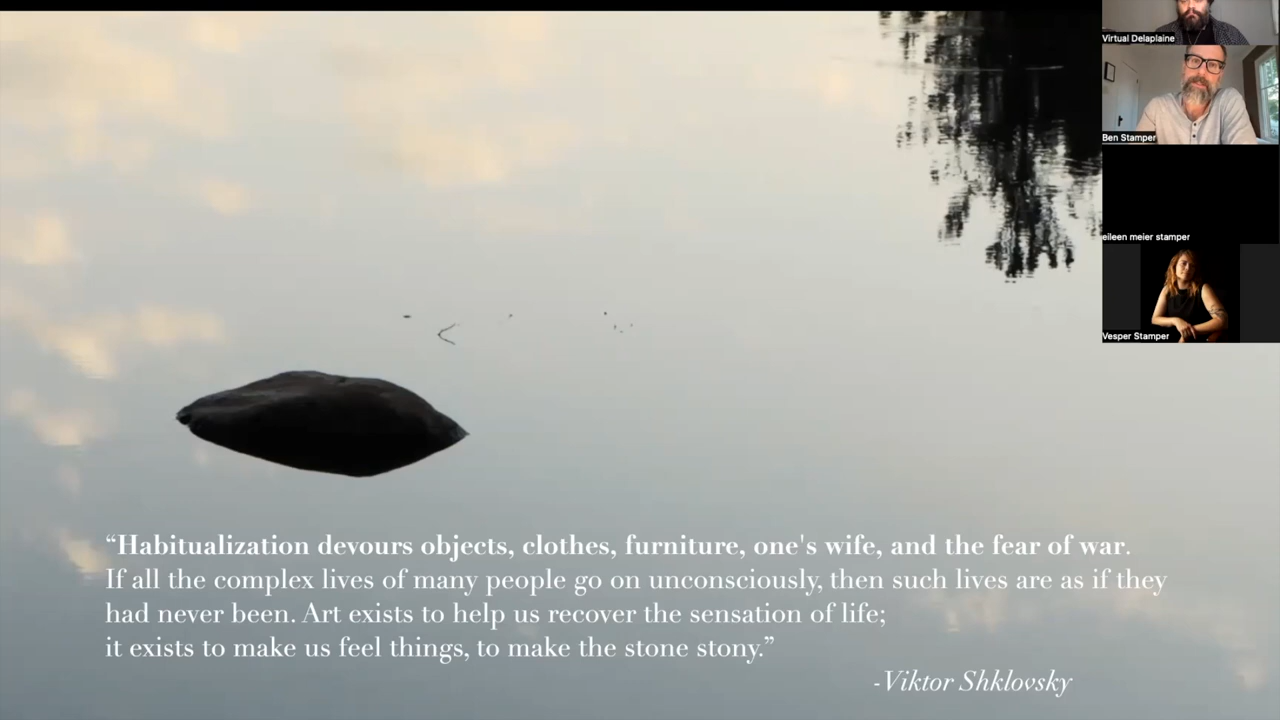 Virtual Delaplaine
Ben Stamper
eileen meier stamper
Vesper Stamper
“Habitualization devours objects, clothes, furniture, one's wife, and the fear of war.
If all the complex lives of many people go on unconsciously, then such lives are as if they
had never been. Art exists to help us recover the sensation of life;
it exists to make us feel things, to make the stone stony.”
-Viktor Shklovsky